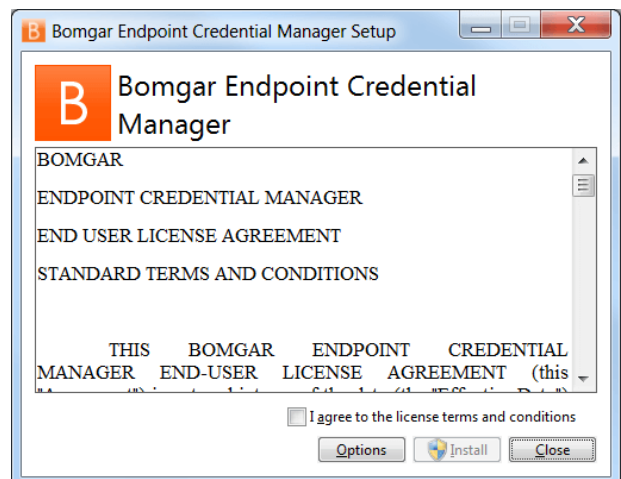 B Bomgar Endpoint Credential Manager Setup
B Bomgar Endpoint Credential
Manager
BOMGAR
ENDPOINT CREDENTIAL MANAGER
END USER LICENSE AGREEMENT
STANDARD TERMS AND CONDITIONS
THIS BOMGAR ENDPOINT CREDENTIAL
MANAGER END-USER LICENSE AGREEMENT (this
I agree to the license terms and conditions
Options Install Close